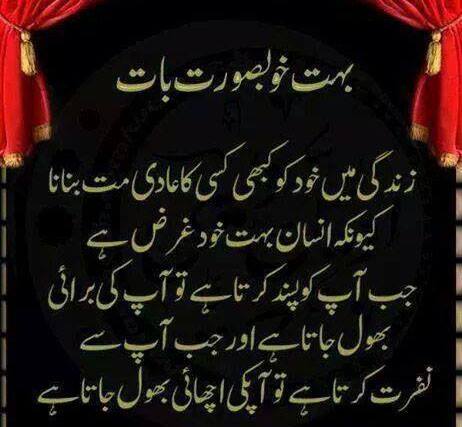 بہت خوبصورت بات
زندگی میں خود کو کبھی کسی کا عادی مت بنانا
کیونکہ انسان بہت خود غرض ہے
جب آپ کو پسند کرتا ہے تو آپ کی برائی
بھول جاتا ہے اور جب آپ سے
نفرت کرتا ہے تو آپکی اچھائی بھول جاتا ہے